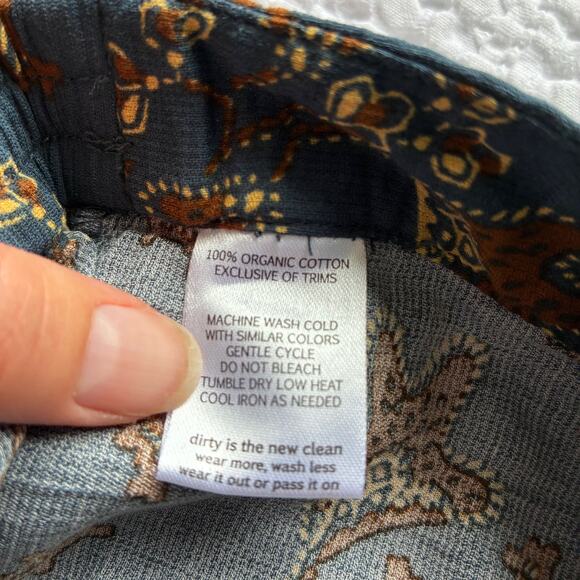 100% ORGANIC COTTON
EXCLUSIVE OF TRIMS
MACHINE WASH COLD
WITH SIMILAR COLORS
GENTLE CYCLE
DO NOT BLEACH
TUMBLE DRY LOW HEAT
COOL IRON AS NEEDED
dirty is the new clean
wear more, wash less
wear it out or pass it on